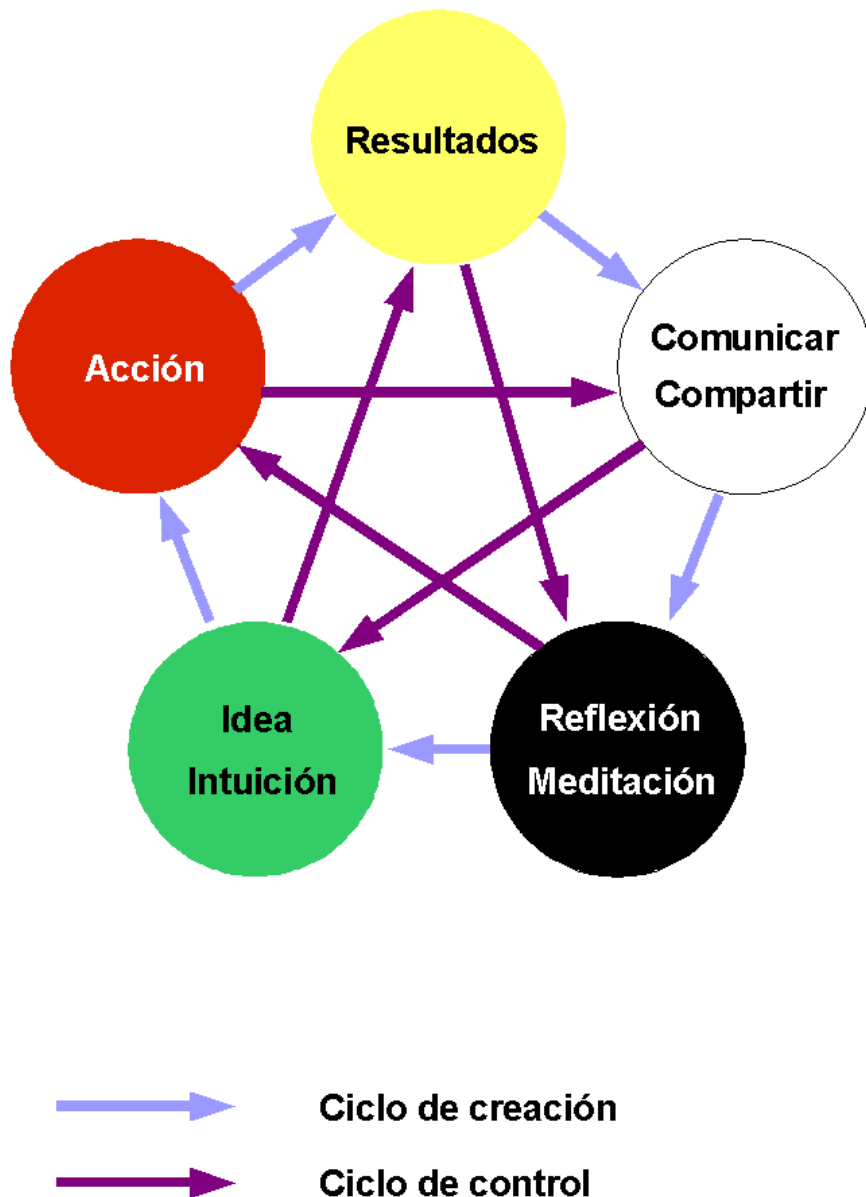 Resultados
Acción
Comunicar
Compartir
Idea
Intuición
Reflexión
Meditación
Ciclo de creación
Ciclo de control